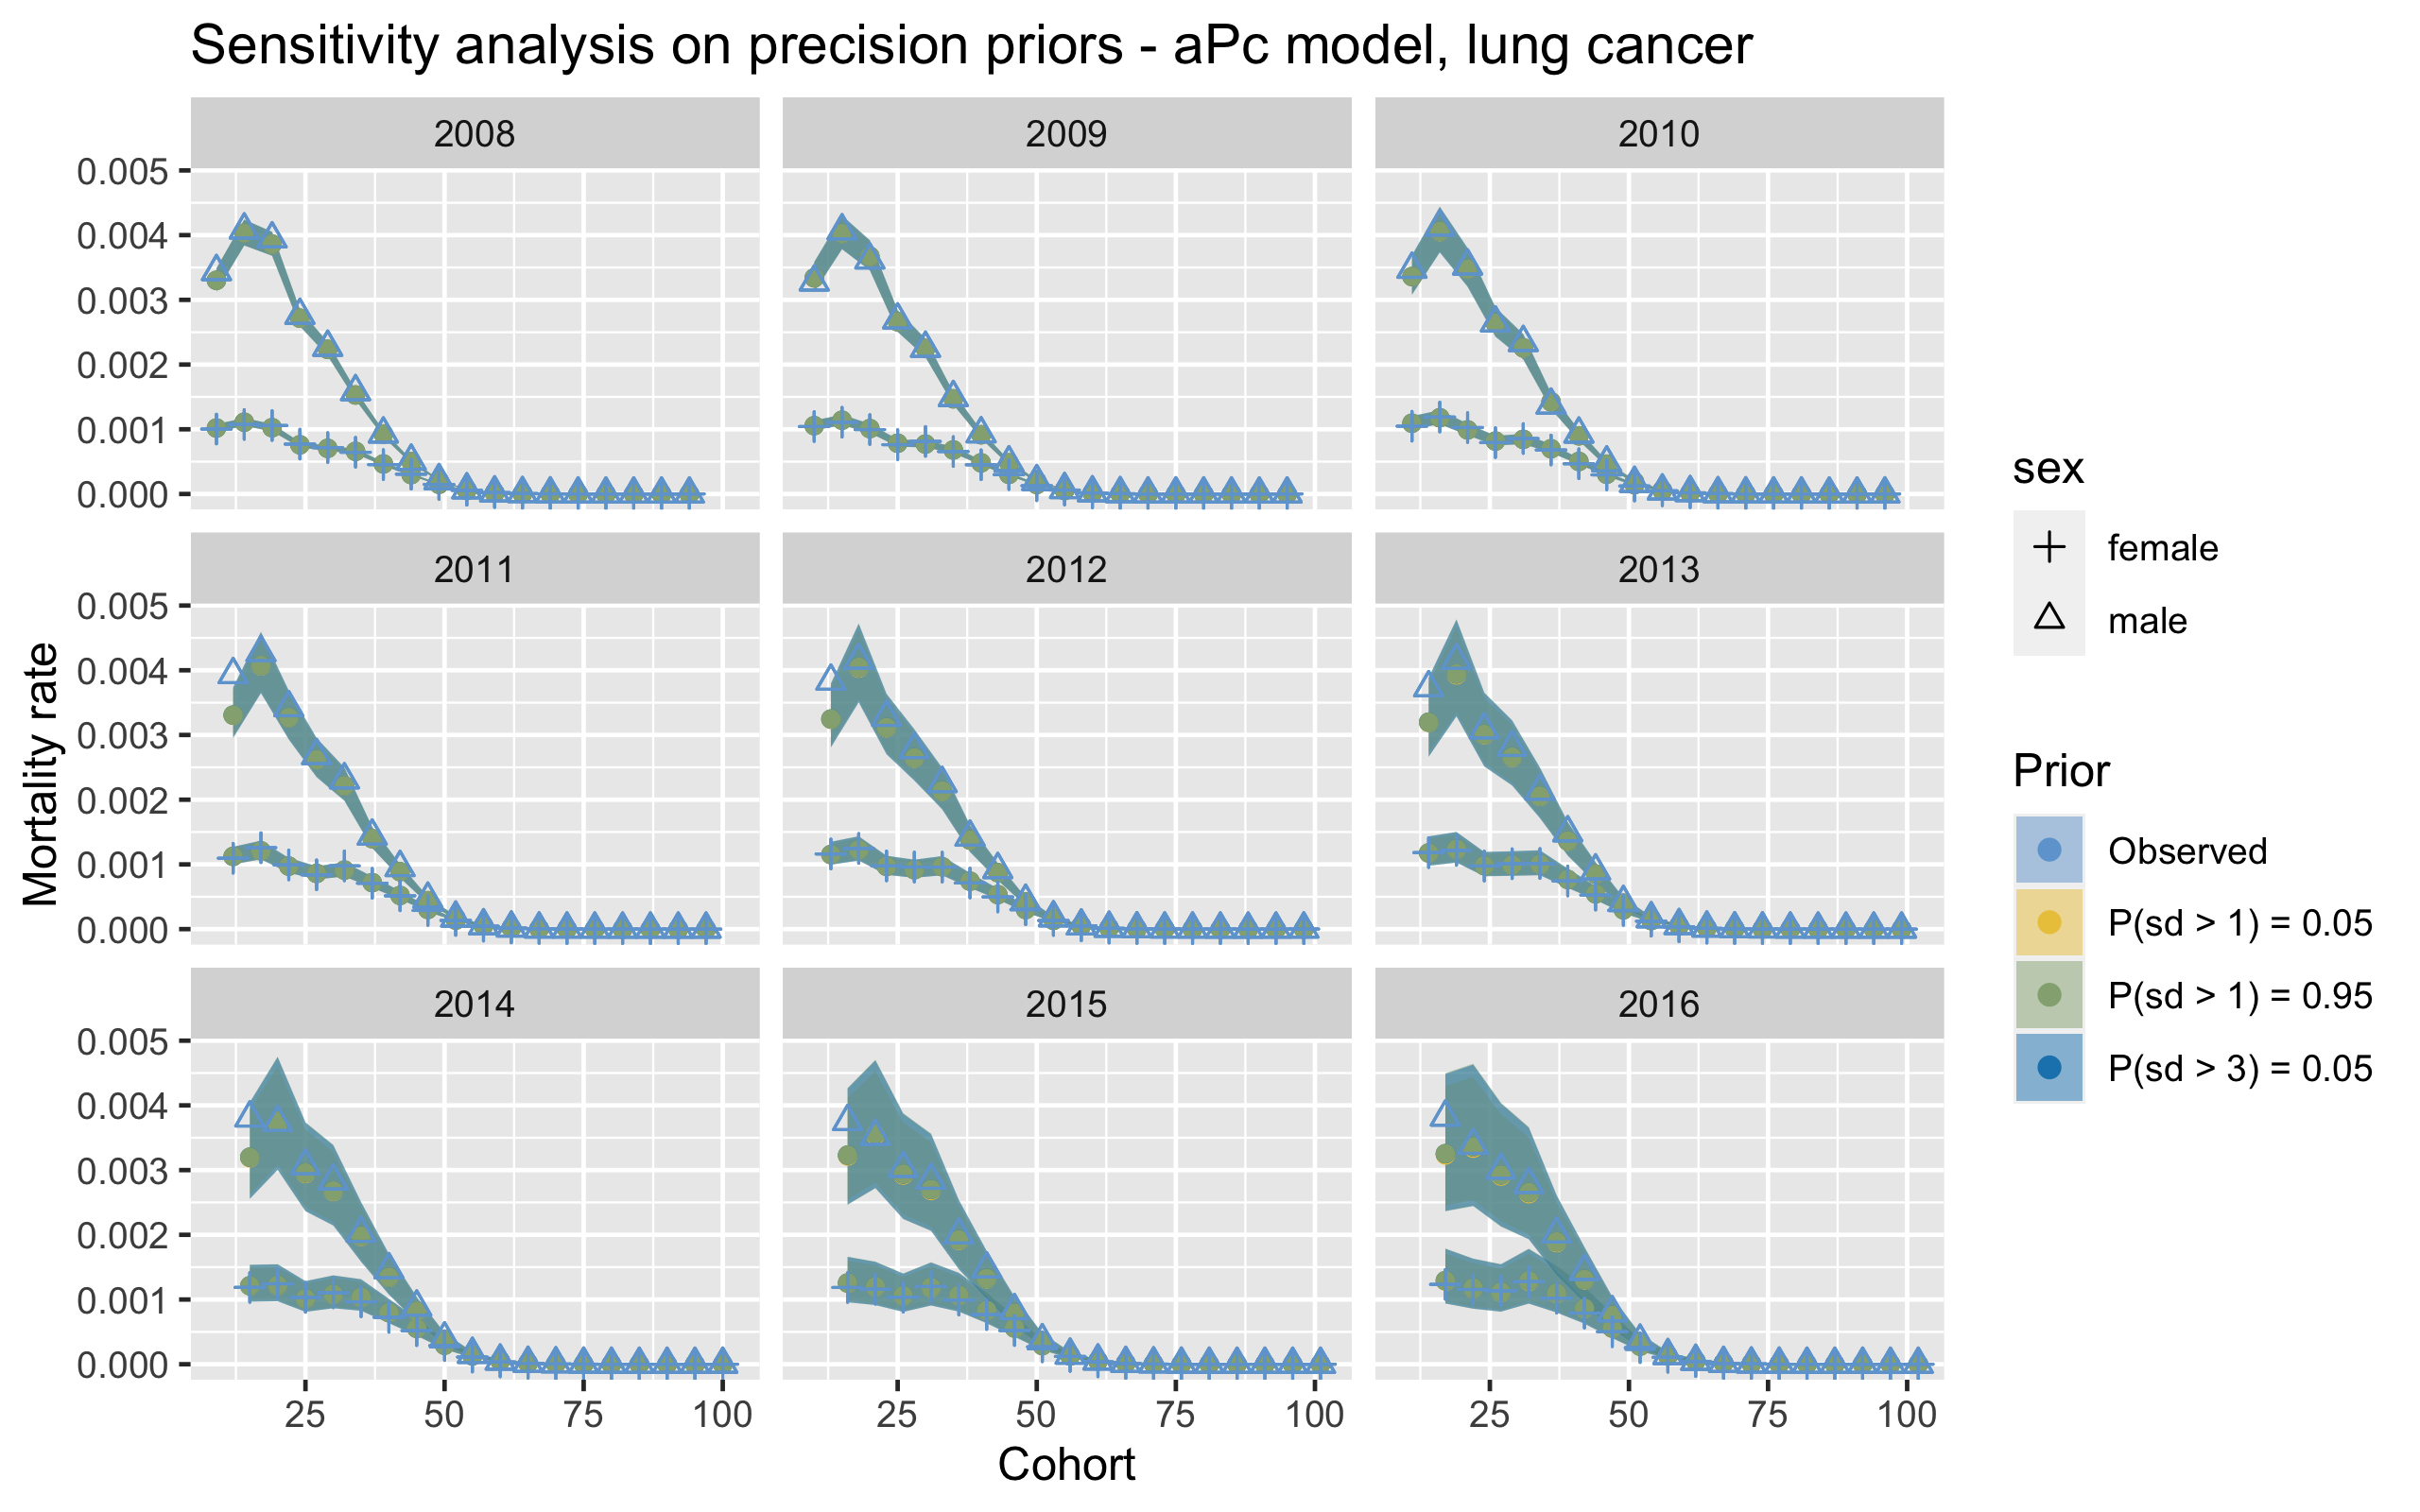 Sensitivity analysis on precision priors - aPc model, lung cancer
2008
2009
2010
0.005
0.004
0.003
0.002
0.001
0.000
2011
2012
2013
0.005
0.004
0.003
0.002
0.001
0.000
2014
2015
2016
0.005
0.004
0.003
0.002
0.001
0.000
25 50 75 100
25 50 75 100
25 50 75 100
Cohort
Mortality rate
sex
female
male
Prior
Observed
P(sd > 1) = 0.05
P(sd > 1) = 0.95
P(sd > 3) = 0.05